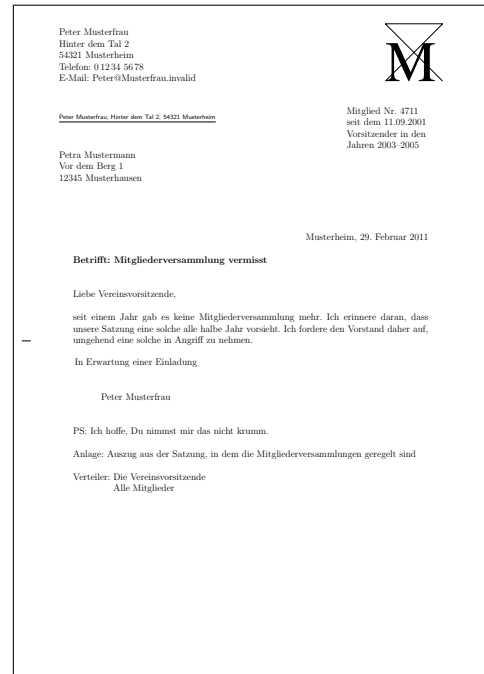 Peter Musterfrau
Hinter dem Tal 2
54321 Musterheim
Telefon: 0 12 34 56 78
E-Mail: Peter@Musterfrau.invalid
M
Peter Musterfrau, Hinter dem Tal 2, 54321 Musterheim
Mitglied Nr. 4711
seit dem 11.09.2001
Vorsitzender in den
Jahren 2003–2005
Petra Mustermann
Vor dem Berg 1
12345 Musterhausen
Musterheim, 29. Februar 2011
Betrifft: Mitgliederversammlung vermisst
Liebe Vereinsvorsitzende,
seit einem Jahr gab es keine Mitgliederversammlung mehr. Ich erinnere daran, dass
unsere Satzung eine solche alle halbe Jahr vorsieht. Ich fordere den Vorstand daher auf,
umgehend eine solche in Angriff zu nehmen.
In Erwartung einer Einladung
Peter Musterfrau
PS: Ich hoffe, Du nimmst mir das nicht krumm.
Anlage: Auszug aus der Satzung, in dem die Mitgliederversammlungen geregelt sind
Verteiler: Die Vereinsvorsitzende
Alle Mitglieder